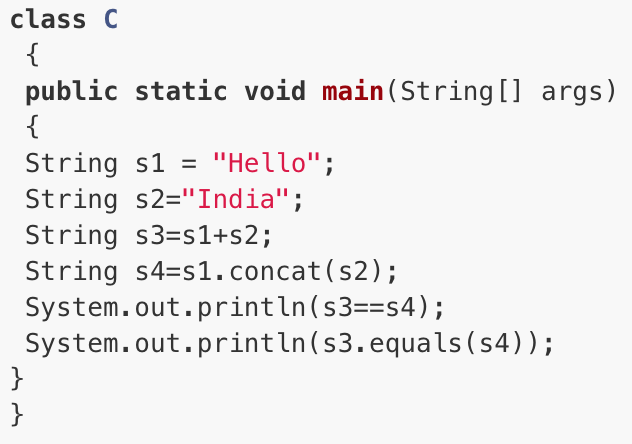 class C
{
public static void main(String[] args)
{
String s1 = "Hello";
String s2="India";
String s3=s1+s2;
String s4=s1.concat(s2);
System.out.println(s3==s4);
System.out.println(s3.equals(s4));
}
}